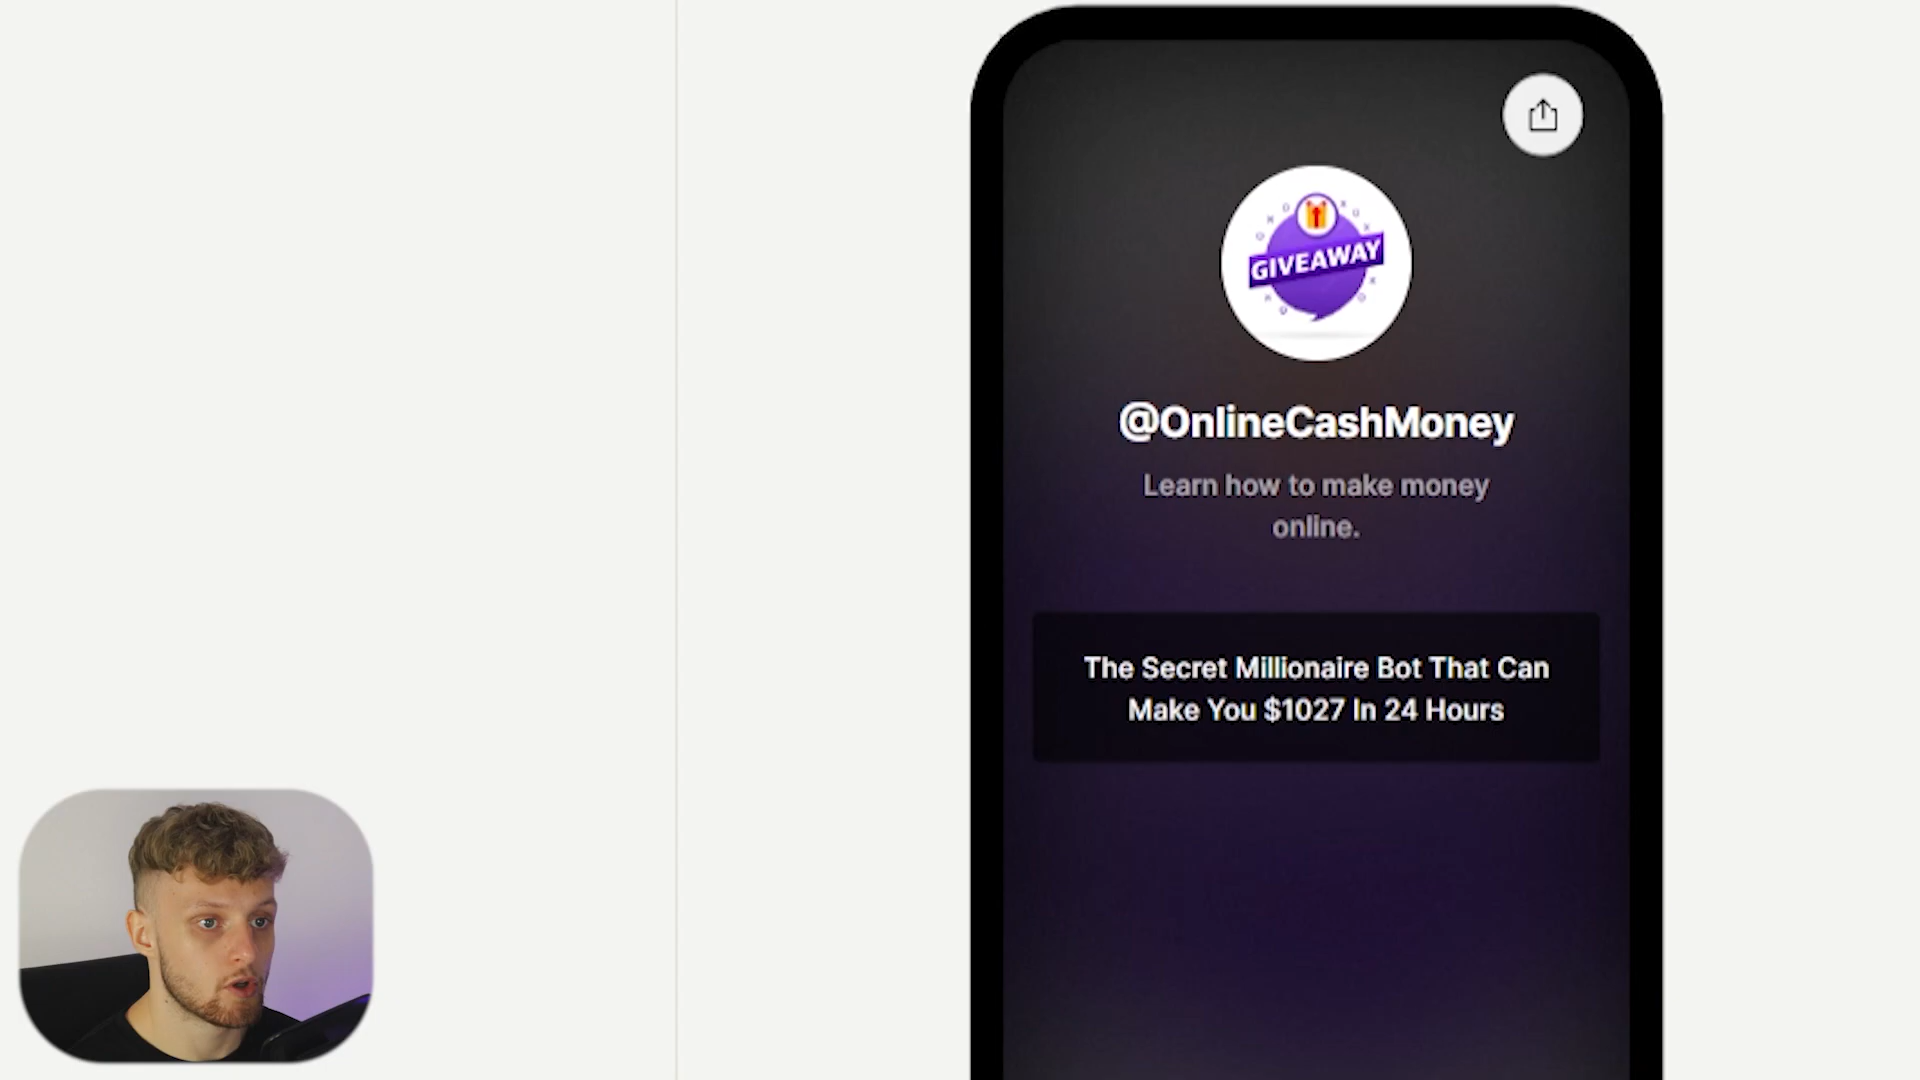 GIVEAWAY
@OnlineCashMoney
Learn how to make money
online.
The Secret Millionaire Bot That Can
Make You $1027 In 24 Hours